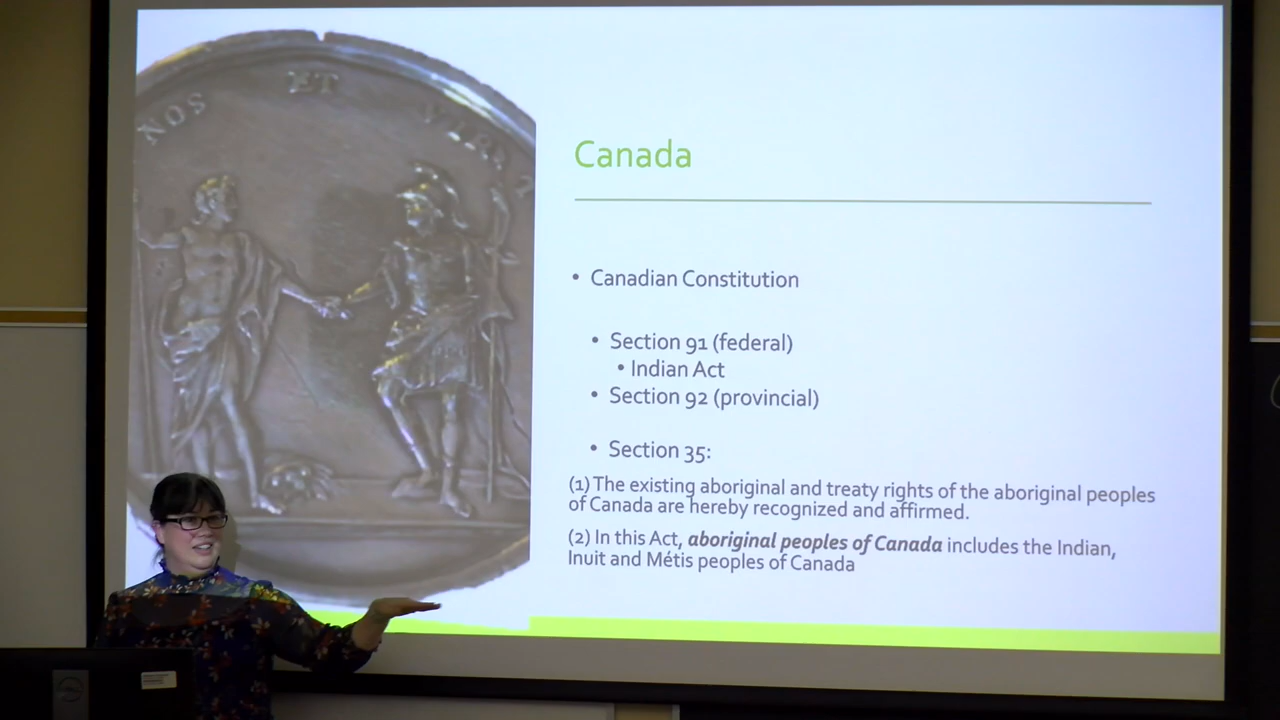 NOS ET VIRT
Canada
• Canadian Constitution
• Section 91 (federal)
• Indian Act
• Section 92 (provincial)
• Section 35:
(1) The existing aboriginal and treaty rights of the aboriginal peoples
of Canada are hereby recognized and affirmed.
(2) In this Act, aboriginal peoples of Canada includes the Indian,
Inuit and Métis peoples of Canada